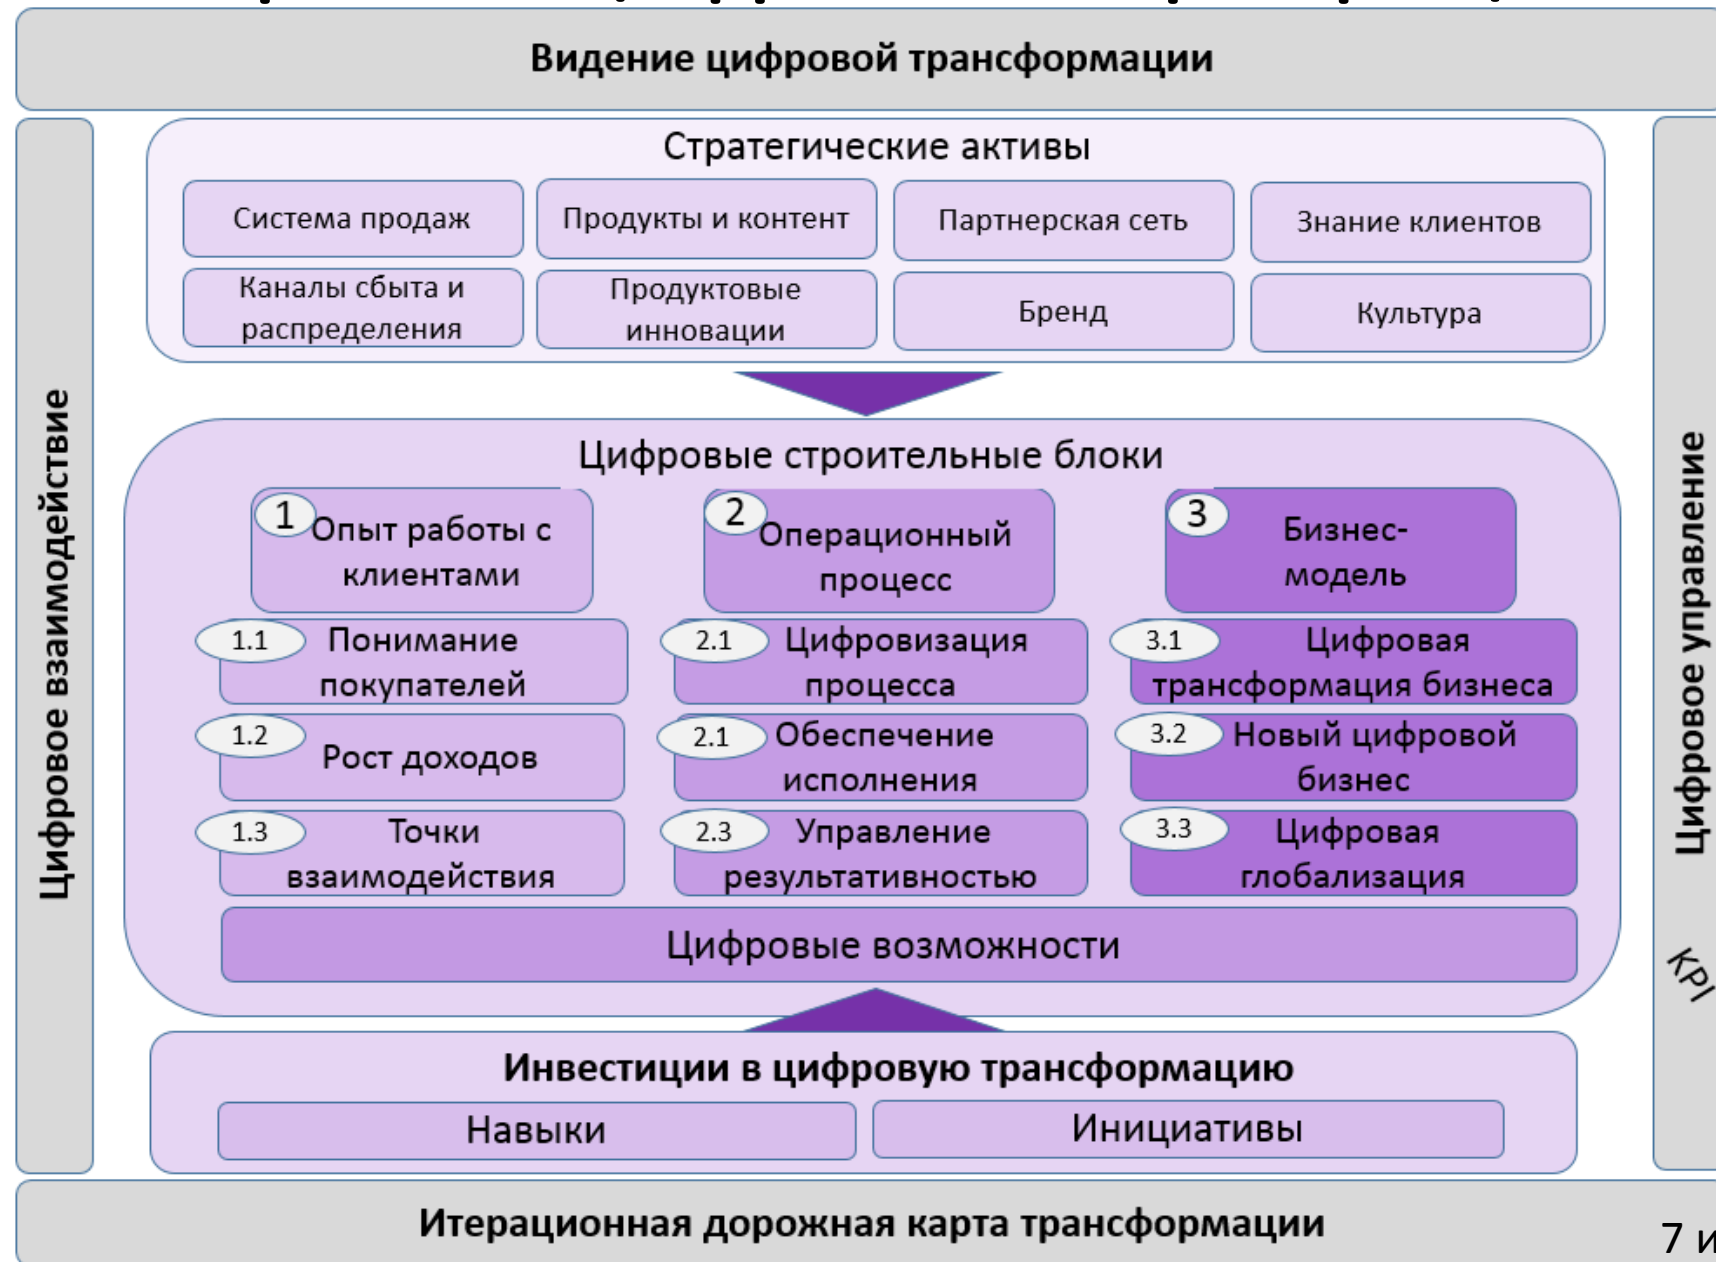 Видение цифровой трансформации
Цифровое взаимодействие
Стратегические активы
Система продаж
Продукты и контент
Партнерская сеть
Знание клиентов
Каналы сбыта и
распределения
Продуктовые
инновации
Бренд
Культура
Цифровые строительные блоки
1
Опыт работы с
клиентами
2
Операционный
процесс
3
Бизнес-
модель
1.1
Понимание
покупателей
2.1
Цифровизация
процесса
3.1
Цифровая
трансформация бизнеса
1.2
Рост доходов
2.1
Обеспечение
исполнения
3.2
Новый цифровой
бизнес
1.3
Точки
взаимодействия
2.3
Управление
результативностью
3.3
Цифровая
глобализация
Цифровые возможности
Инвестиции в цифровую трансформацию
Навыки
Инициативы
Цифровое управление
KPI
Итерационная дорожная карта трансформации
7 и